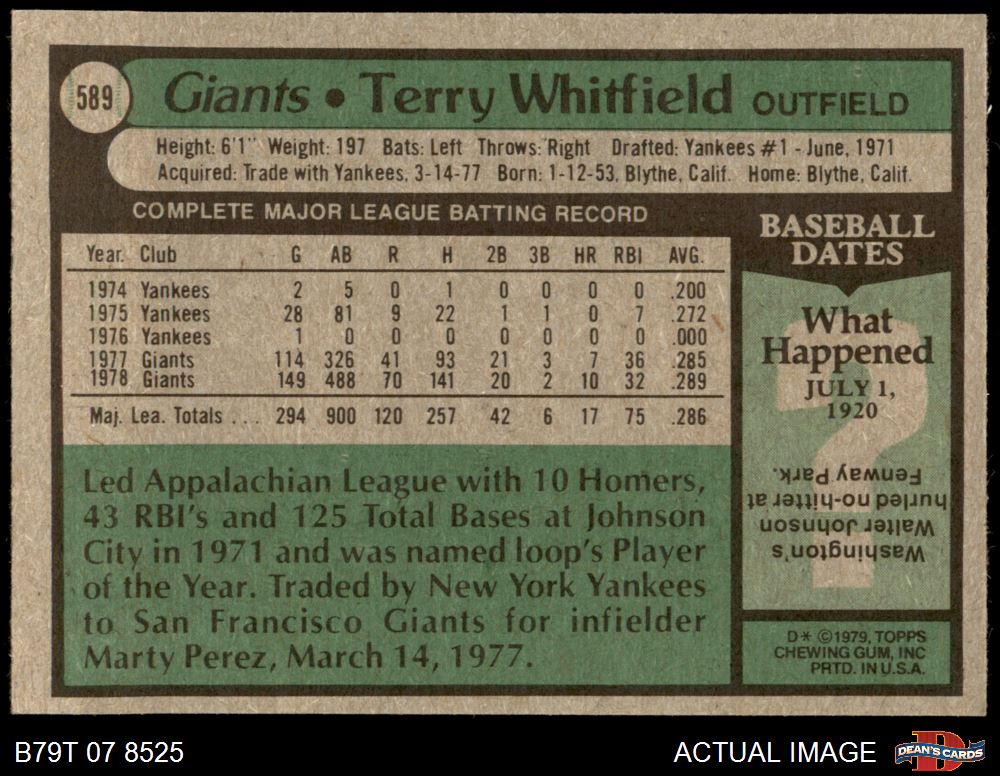 589
Giants • Terry Whitfield OUTFIELD
Height: 6'1" Weight: 197 Bats: Left Throws: Right Drafted: Yankees #1 - June, 1971
Acquired: Trade with Yankees, 3-14-77 Born: 1-12-53, Blythe, Calif. Home: Blythe, Calif.
COMPLETE MAJOR LEAGUE BATTING RECORD
Year. Club G AB R H 2B 3B HR RBI AVG.
1974 Yankees 2 5 0 1 0 0 0 0 .200
1975 Yankees 28 81 9 22 1 1 0 7 .272
1976 Yankees 1 0 0 0 0 0 0 0 .000
1977 Giants 114 326 41 93 21 3 7 36 .285
1978 Giants 149 488 70 141 20 2 10 32 .289
Maj. Lea. Totals ... 294 900 120 257 42 6 17 75 .286
Led Appalachian League with 10 Homers,
43 RBI's and 125 Total Bases at Johnson
City in 1971 and was named loop's Player
of the Year. Traded by New York Yankees
to San Francisco Giants for infielder
Marty Perez, March 14, 1977.
BASEBALL
DATES
What
Happened
JULY 1,
1920
?
Washington's
Walter Johnson
hurled no-hitter at
Fenway Park.
D* ©1979, TOPPS
CHEWING GUM, INC
PRTD. IN U.S.A.
B79T 07 8525
ACTUAL IMAGE
DEAN'S CARDS